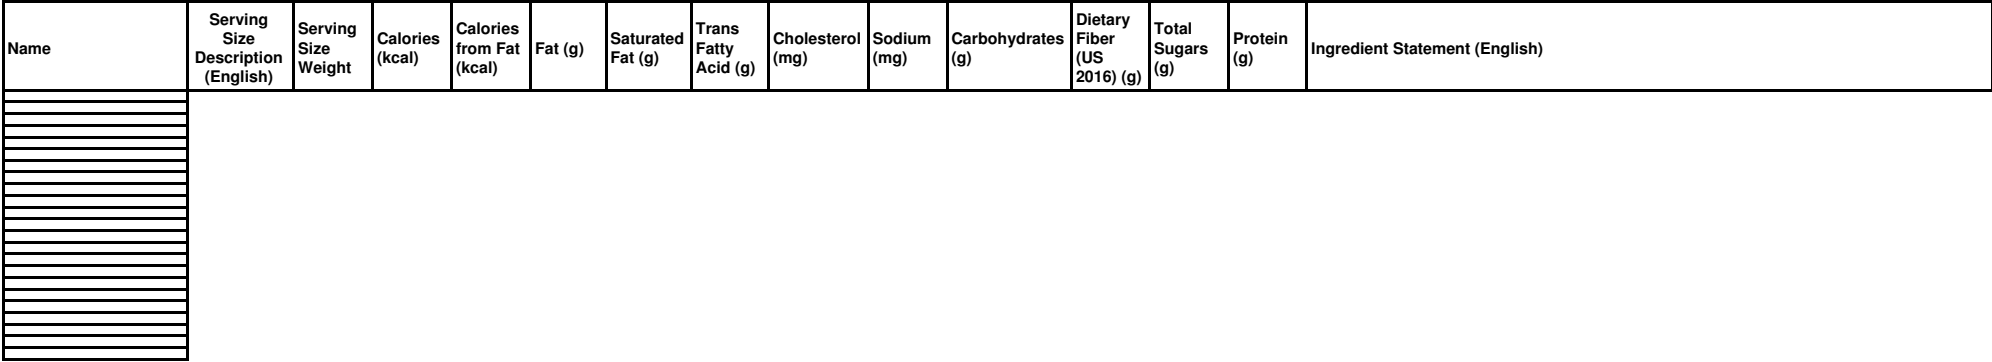 Name
Serving
Size
Description
(English)
Serving
Size
Weight
Calories
(kcal)
Calories
from Fat
(kcal)
Fat (g)
Saturated
Fat (g)
Trans
Fatty
Acid (g)
Cholesterol
(mg)
Sodium
(mg)
Carbohydrates
(g)
Dietary
Fiber
(US
2016) (g)
Total
Sugars
(g)
Protein
(g)
Ingredient Statement (English)